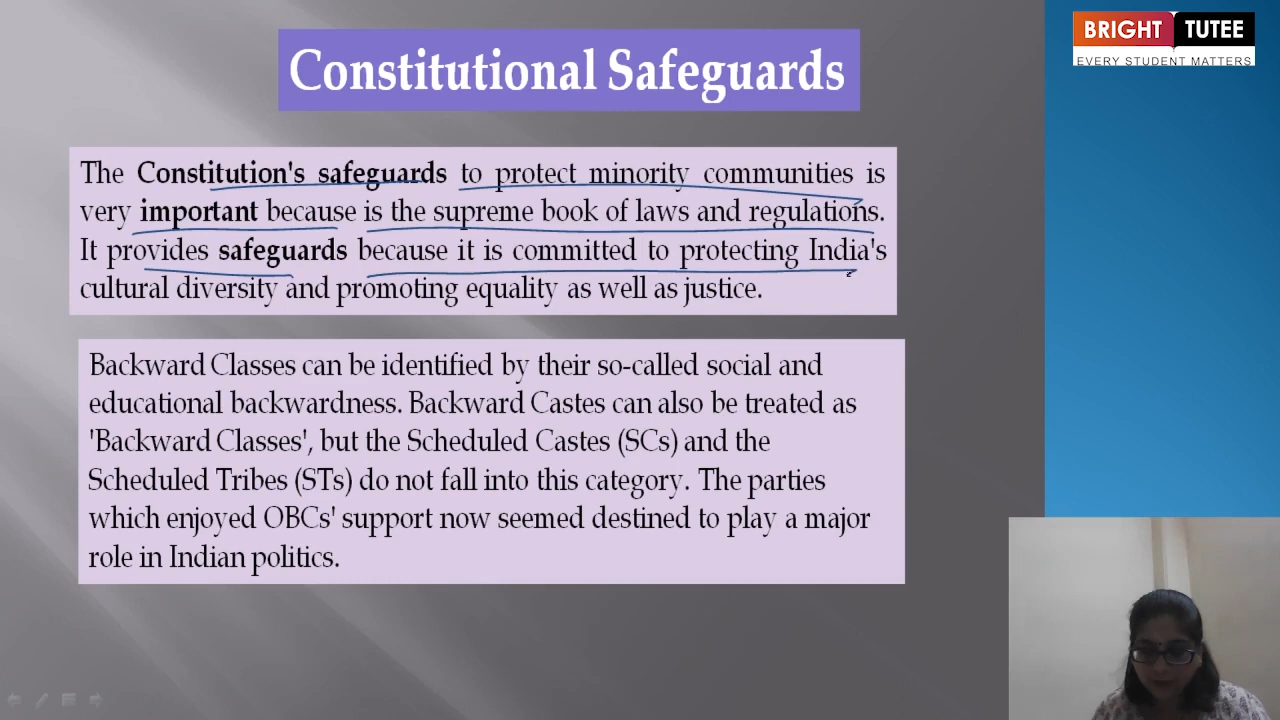 Constitutional Safeguards
BRIGHT TUTEE
EVERY STUDENT MATTERS
The Constitution's safeguards to protect minority communities is
very important because is the supreme book of laws and regulations.
It provides safeguards because it is committed to protecting India's
cultural diversity and promoting equality as well as justice.
Backward Classes can be identified by their so-called social and
educational backwardness. Backward Castes can also be treated as
'Backward Classes', but the Scheduled Castes (SCs) and the
Scheduled Tribes (STs) do not fall into this category. The parties
which enjoyed OBCs' support now seemed destined to play a major
role in Indian politics.